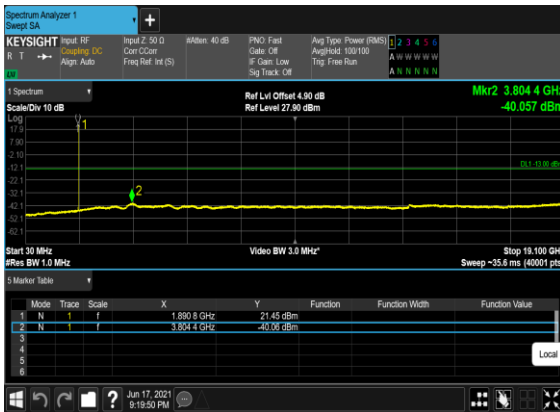 Spectrum Analyzer 1
Swept SA
KEYSIGHT
R T
Input: RF
Coupling: DC
Align: Auto
Input Z: 50 Ω
Corr CCorr
Freq Ref: Int (S)
#Atten: 40 dB
PNO: Fast
Gate: Off
IF Gain: Low
Sig Track: Off
Avg Type: Power (RMS)
Avg|Hold: 100/100
Trig: Free Run
1 2 3 4 5 6
A W W W W W
A N N N N N
1 Spectrum
Scale/Div 10 dB
Ref Lvl Offset 4.90 dB
Ref Level 27.90 dBm
Mkr2 3.804 4 GHz
-40.057 dBm
Log
17.9
7.90
-2.10
-12.1
-22.1
-32.1
-42.1
-52.1
-62.1
1
2
DL1 -13.00 dBm
Start 30 MHz
#Res BW 1.0 MHz
Video BW 3.0 MHz*
Stop 19.100 GHz
Sweep ~35.6 ms (40001 pts)
5 Marker Table
Mode Trace Scale X Y Function Function Width Function Value
1 N 1 f 1.890 8 GHz 21.45 dBm
2 N 1 f 3.804 4 GHz -40.06 dBm
3
4
5
6
Local
?
Jun 17, 2021
9:19:50 PM